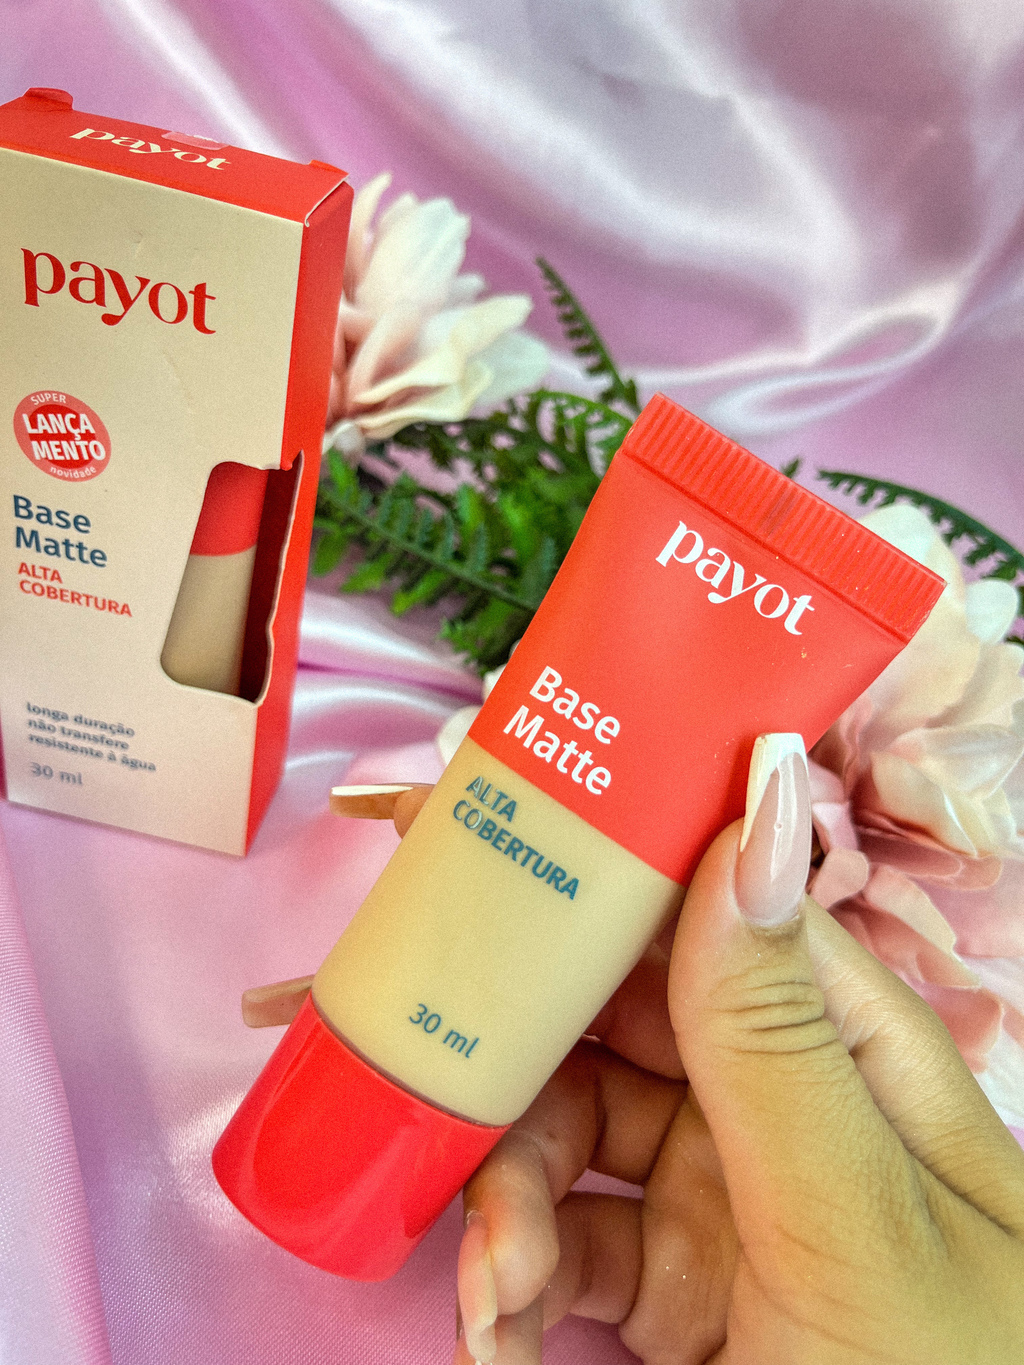 payot
payot
SUPER
LANÇA
MENTO
novidade
Base
Matte
ALTA
COBERTURA
longa duração
não transfere
resistente à água
30 ml
payot
Base
Matte
ALTA
COBERTURA
30 ml